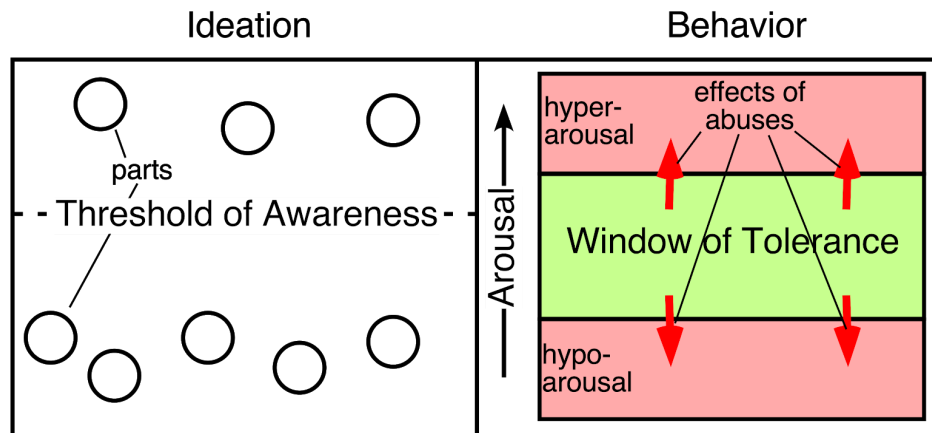 Ideation
Behavior
parts
Threshold of Awareness
Arousal
hyper-
arousal
effects of
abuses
Window of Tolerance
hypo-
arousal